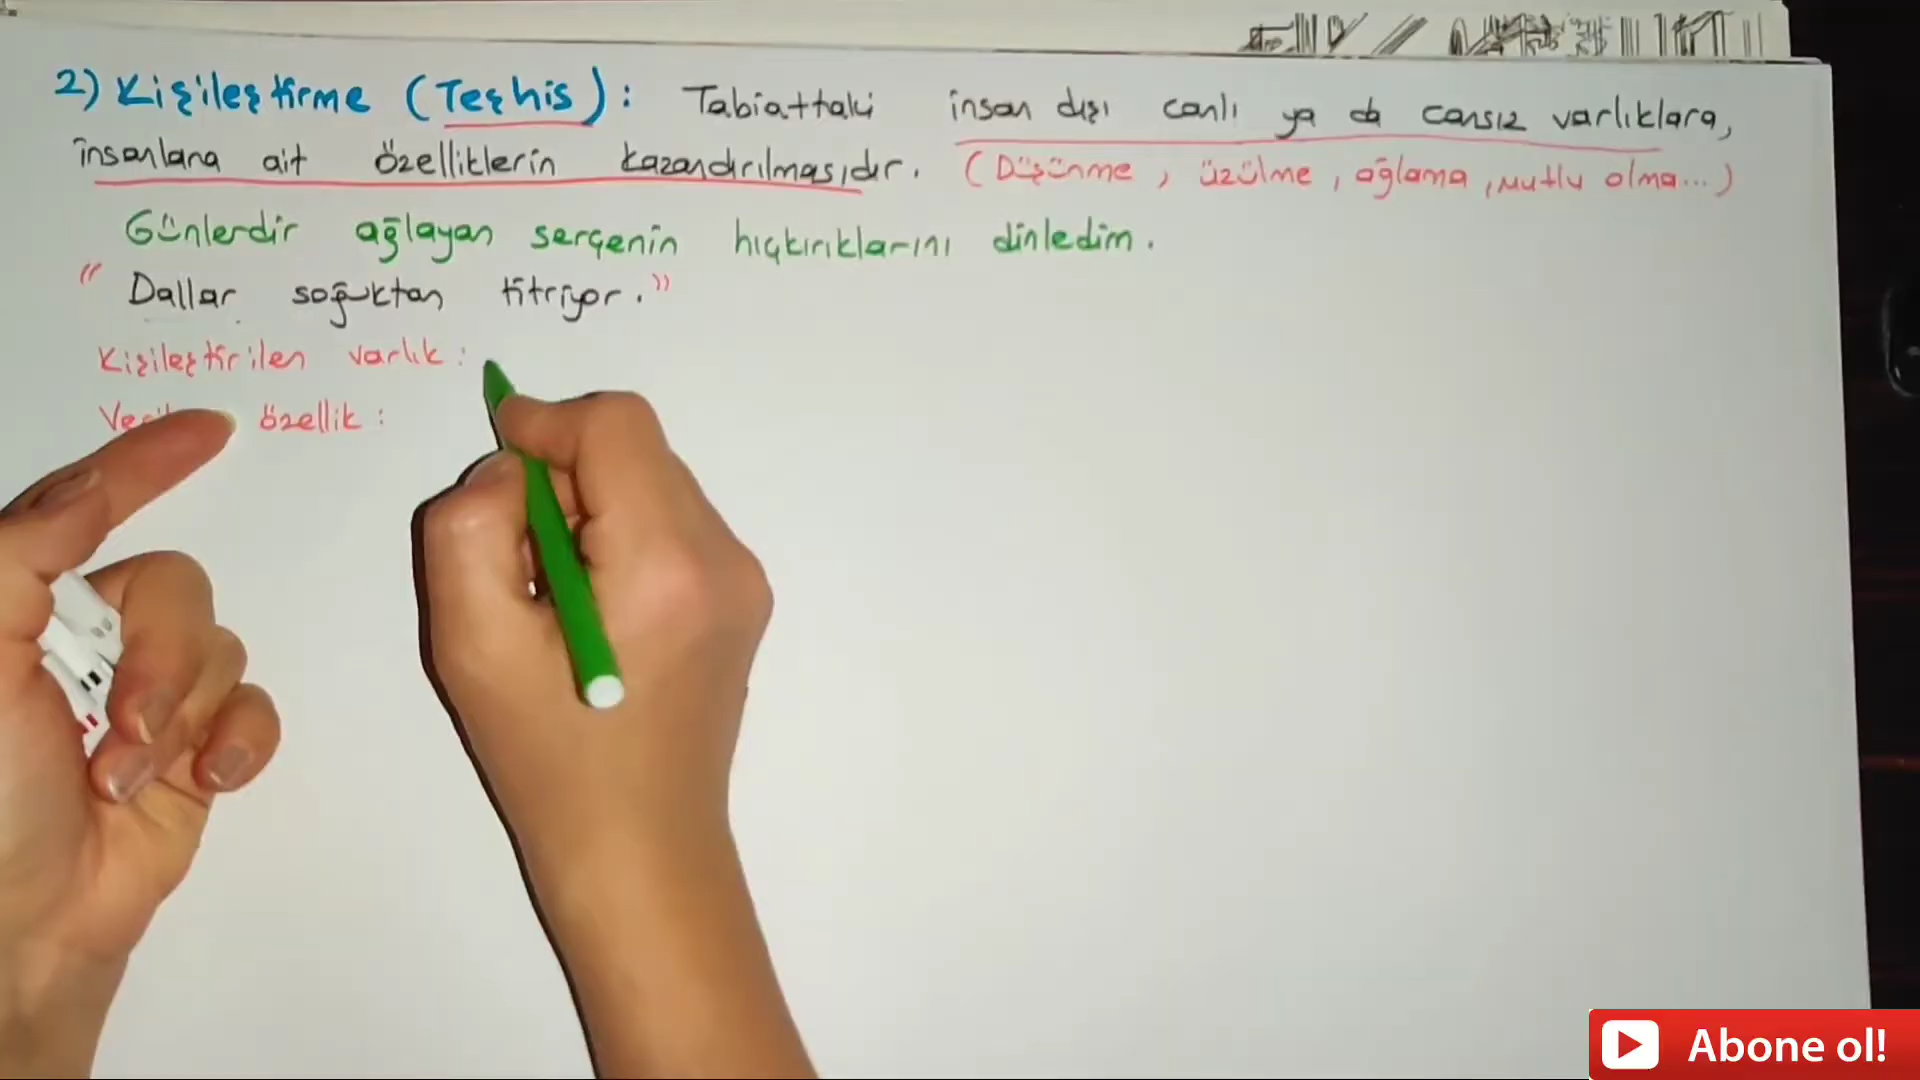 2) Kişileştirme (Teşhis) : Tabiattaki insan dışı canlı ya da cansız varlıklara,
insanlara ait özelliklerin kazandırılmasıdır. (Düşünme, üzülme, ağlama, mutlu olma...)
Günlerdir ağlayan serçenin hıçkırıklarını dinledim.
"Dallar soğuktan titriyor."
Kişileştirilen varlık:
özellik:
Abone ol!